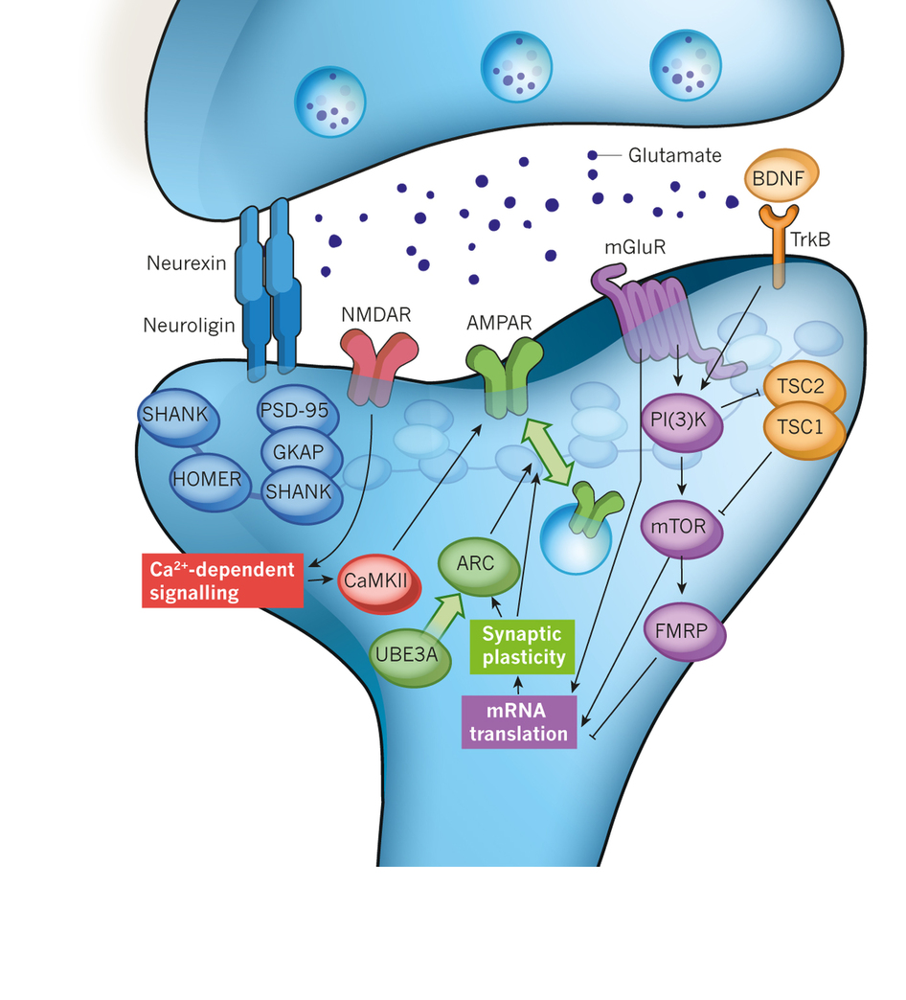 Glutamate
BDNF
TrkB
mGluR
Neurexin
Neuroligin
NMDAR
AMPAR
SHANK
PSD-95
GKAP
HOMER
SHANK
TSC2
TSC1
PI(3)K
mTOR
Ca²⁺-dependent
signalling
CaMKII
ARC
UBE3A
Synaptic
plasticity
FMRP
mRNA
translation